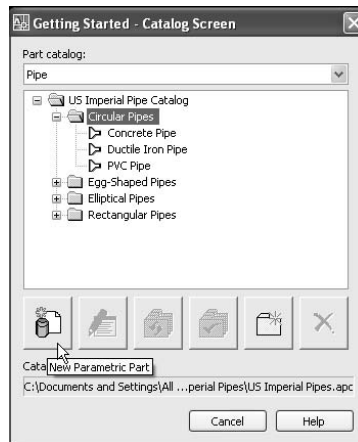 Getting Started - Catalog Screen
Part catalog:
Pipe
US Imperial Pipe Catalog
Circular Pipes
Concrete Pipe
Ductile Iron Pipe
PVC Pipe
Egg-Shaped Pipes
Elliptical Pipes
Rectangular Pipes
Cata
New Parametric Part
C:\Documents and Settings\All ...perial Pipes\US Imperial Pipes.apc
Cancel Help